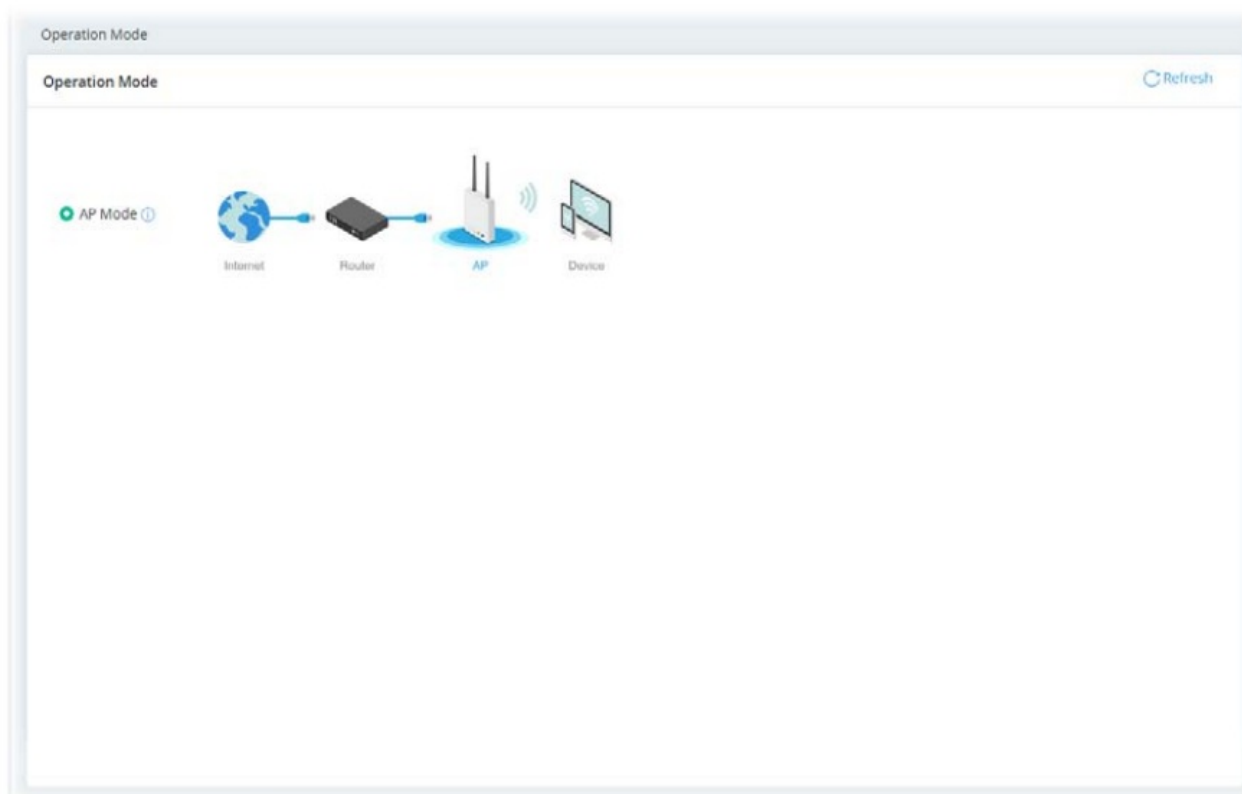 Operation Mode
Operation Mode
Refresh
AP Mode
Internet
Router
AP
Device